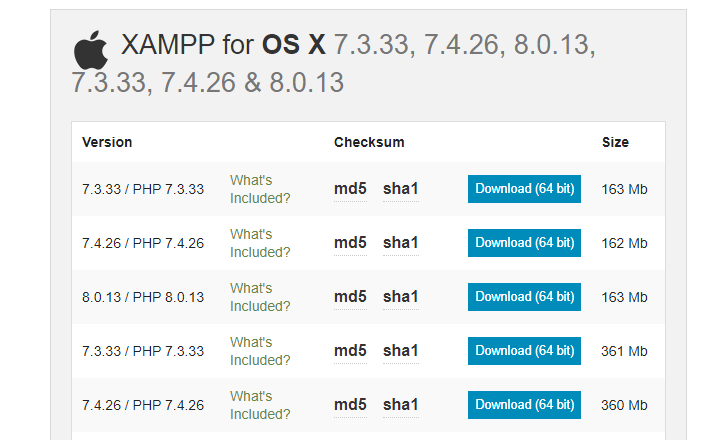 XAMPP for OS X 7.3.33, 7.4.26, 8.0.13,
7.3.33, 7.4.26 & 8.0.13
Version Checksum Size
7.3.33 / PHP 7.3.33 What's Included? md5 sha1 Download (64 bit) 163 Mb
7.4.26 / PHP 7.4.26 What's Included? md5 sha1 Download (64 bit) 162 Mb
8.0.13 / PHP 8.0.13 What's Included? md5 sha1 Download (64 bit) 163 Mb
7.3.33 / PHP 7.3.33 What's Included? md5 sha1 Download (64 bit) 361 Mb
7.4.26 / PHP 7.4.26 What's Included? md5 sha1 Download (64 bit) 360 Mb